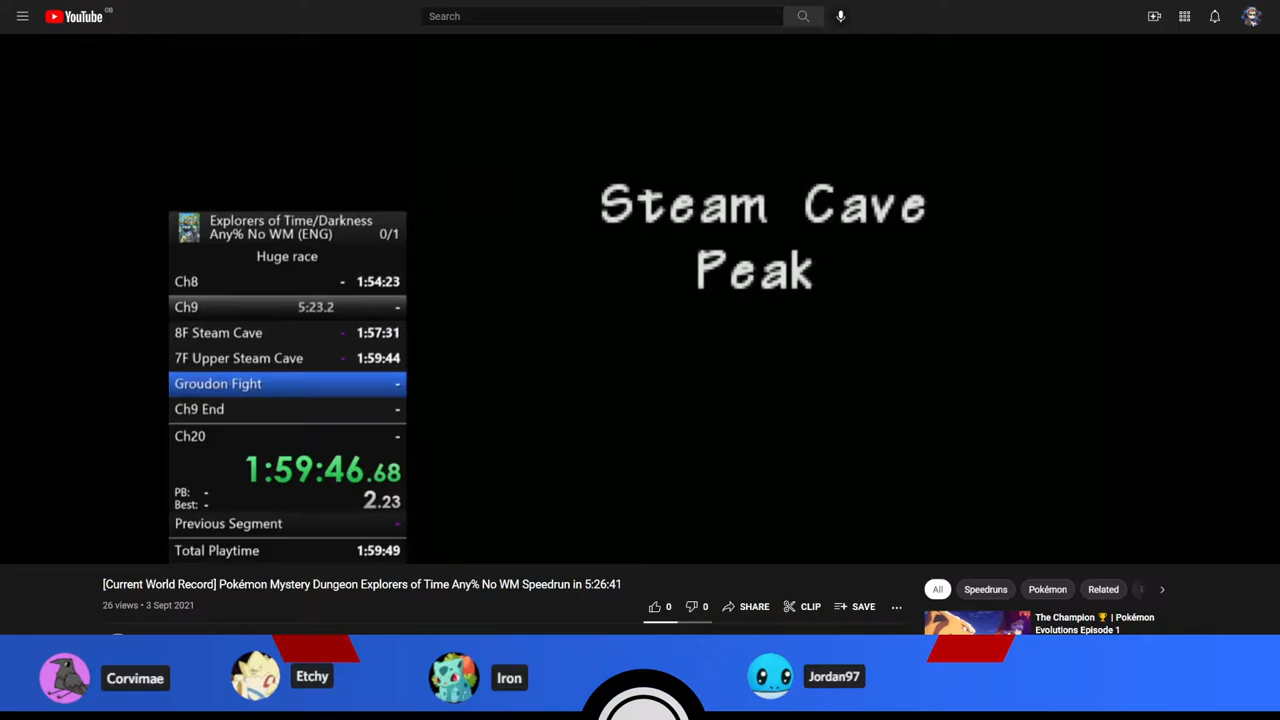 YouTube GB
Search
Steam Cave
Peak
Explorers of Time/Darkness
Any% No WM (ENG) 0/1
Huge race
Ch8 - 1:54:23
Ch9 5:23.2 -
8F Steam Cave - 1:57:31
7F Upper Steam Cave - 1:59:44
Groudon Fight -
Ch9 End -
Ch20 -
1:59:46.68
PB: -
Best: - 2.23
Previous Segment -
Total Playtime 1:59:49
[Current World Record] Pokémon Mystery Dungeon Explorers of Time Any% No WM Speedrun in 5:26:41
26 views • 3 Sept 2021
0 0 SHARE CLIP SAVE ...
All Speedruns Pokémon Related
The Champion 🏆 | Pokémon
Evolutions Episode 1
Corvimae Etchy Iron Jordan97